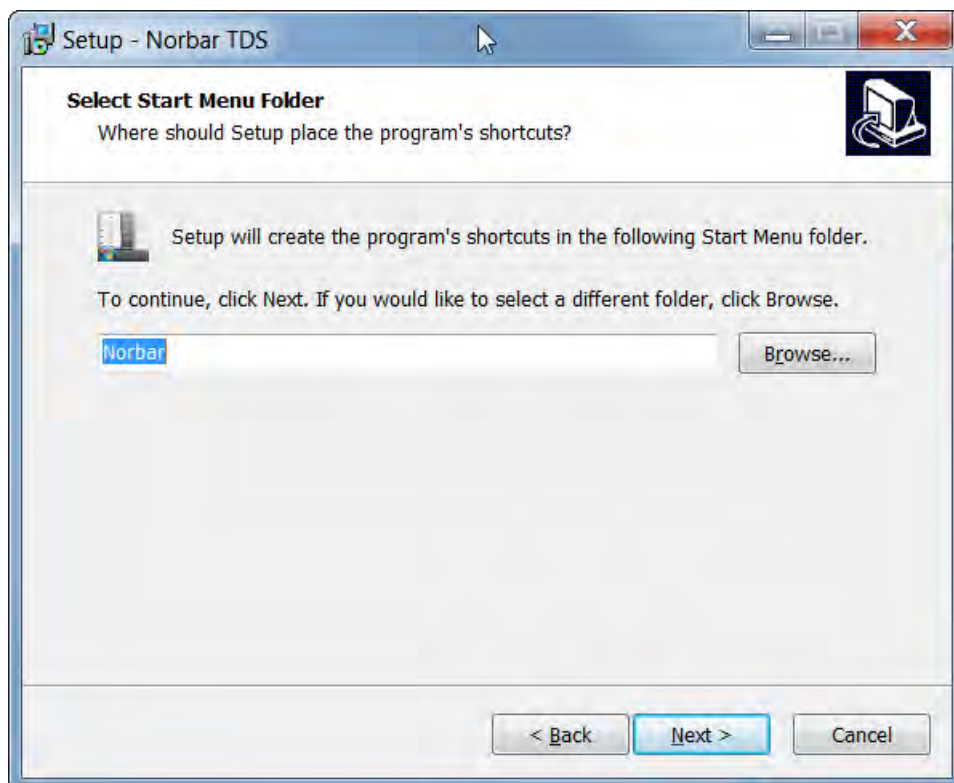 Setup - Norbar TDS
Select Start Menu Folder
Where should Setup place the program's shortcuts?
Setup will create the program's shortcuts in the following Start Menu folder.
To continue, click Next. If you would like to select a different folder, click Browse.
Norbar
Browse...
< Back
Next >
Cancel